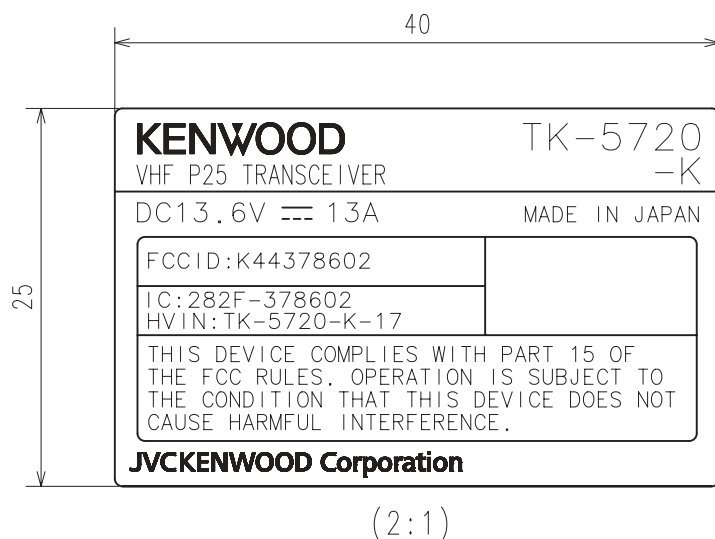 40
25
KENWOOD
TK-5720
-K
VHF P25 TRANSCEIVER
DC13.6V ⎓ 13A
MADE IN JAPAN
FCCID:K44378602
IC:282F-378602
HVIN:TK-5720-K-17
THIS DEVICE COMPLIES WITH PART 15 OF
THE FCC RULES. OPERATION IS SUBJECT TO
THE CONDITION THAT THIS DEVICE DOES NOT
CAUSE HARMFUL INTERFERENCE.
JVCKENWOOD Corporation
(2:1)